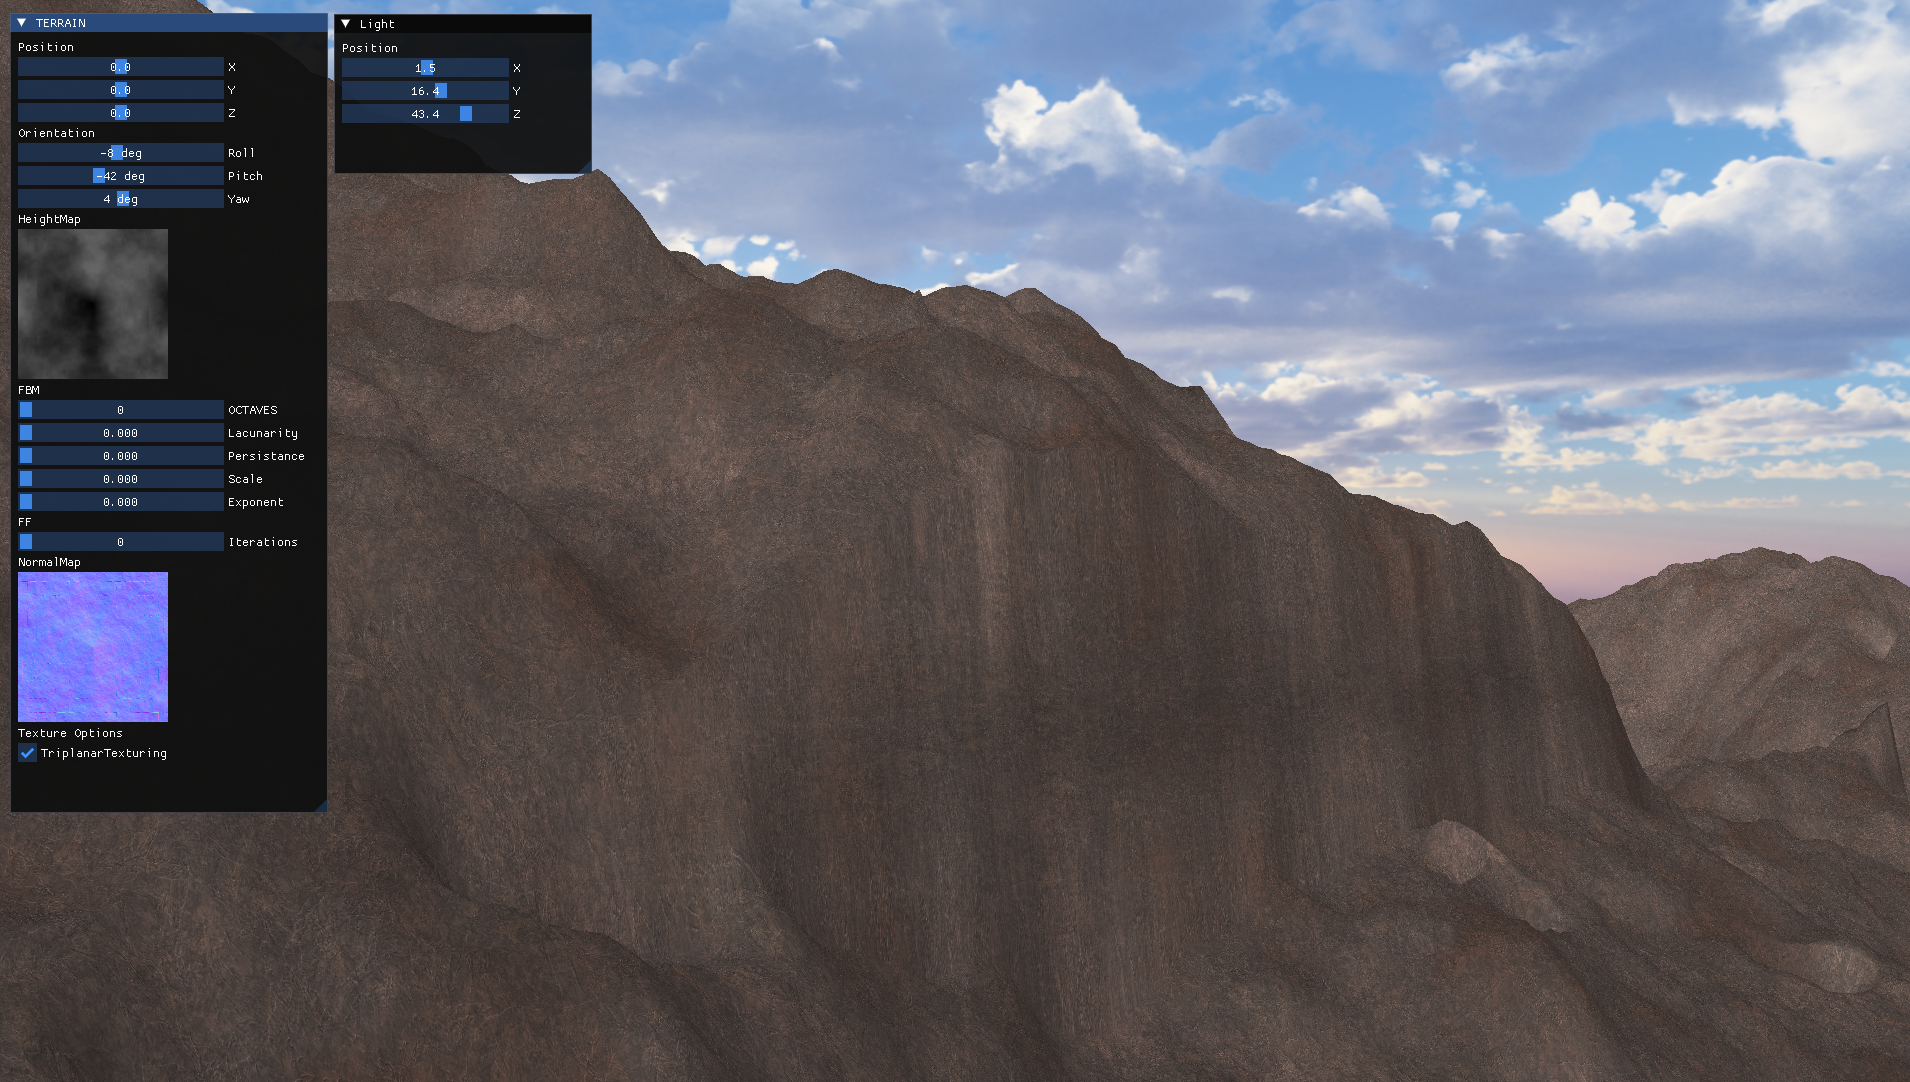 TERRAIN
Position
0.0 X
0.0 Y
0.0 Z
Orientation
-8 deg Roll
-42 deg Pitch
4 deg Yaw
HeightMap
FBM
0 OCTAVES
0.000 Lacunarity
0.000 Persistance
0.000 Scale
0.000 Exponent
FF
0 Iterations
NormalMap
Texture Options
TriplanarTexturing
Light
Position
1.5 X
16.4 Y
43.4 Z